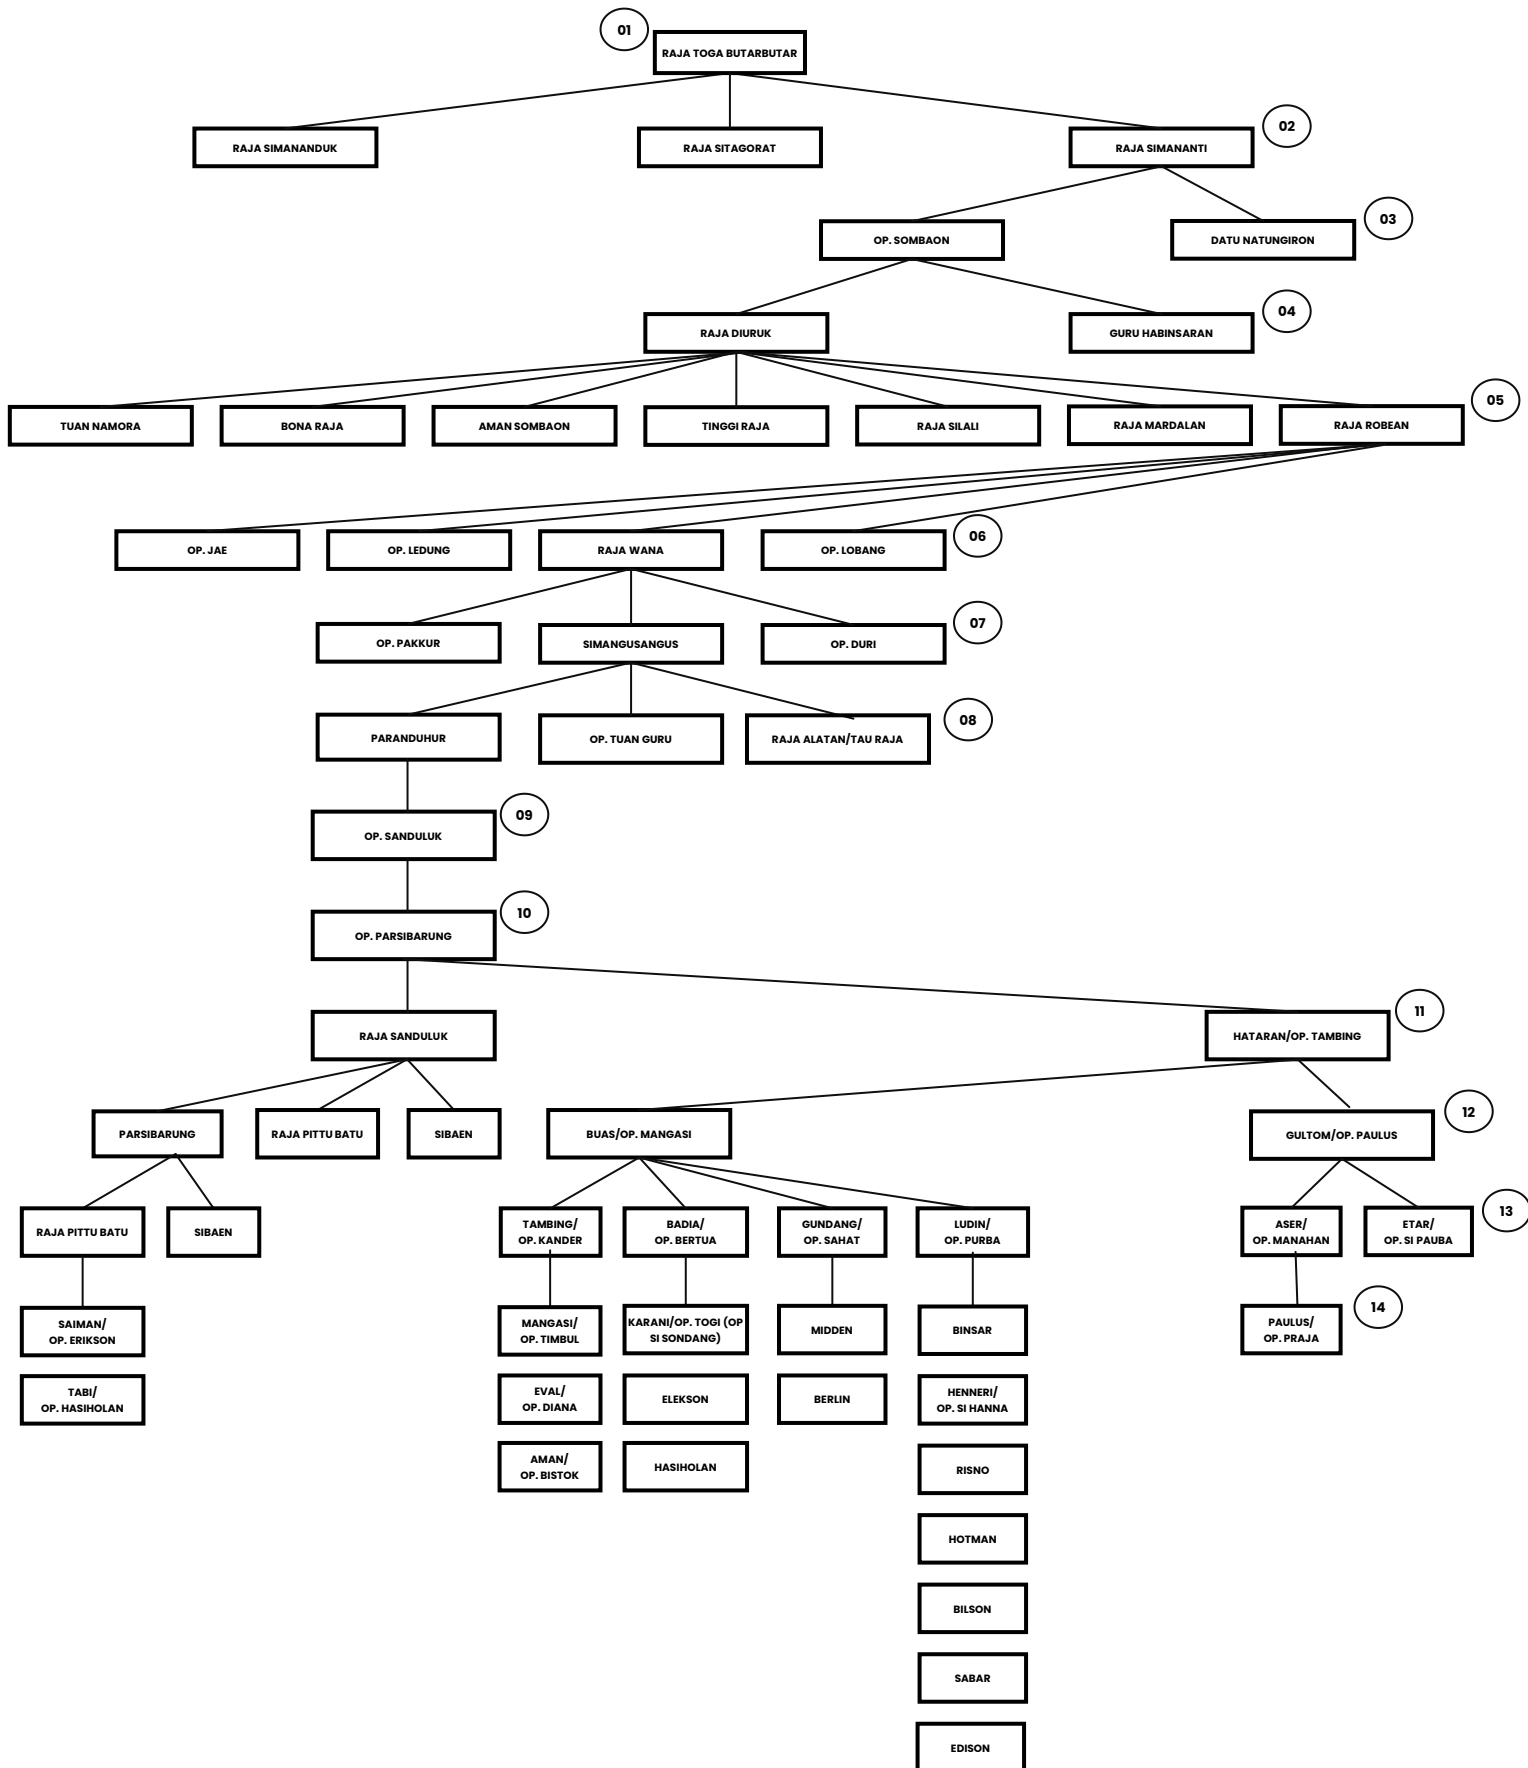 01
RAJA TOGA BUTARBUTAR
RAJA SIMANANDUK
RAJA SITAGORAT
RAJA SIMANANTI
02
OP. SOMBAON
DATU NATUNGIRON
03
RAJA DIURUK
GURU HABINSARAN
04
TUAN NAMORA
BONA RAJA
AMAN SOMBAON
TINGGI RAJA
RAJA SILALI
RAJA MARDALAN
RAJA ROBEAN
05
OP. JAE
OP. LEDUNG
RAJA WANA
OP. LOBANG
06
OP. PAKKUR
SIMANGUSANGUS
OP. DURI
07
PARANDUHUR
OP. TUAN GURU
RAJA ALATAN/TAU RAJA
08
OP. SANDULUK
09
OP. PARSIBARUNG
10
RAJA SANDULUK
HATARAN/OP. TAMBING
11
PARSIBARUNG
RAJA PITTU BATU
SIBAEN
BUAS/OP. MANGASI
GULTOM/OP. PAULUS
12
RAJA PITTU BATU
SIBAEN
TAMBING/
OP. KANDER
BADIA/
OP. BERTUA
GUNDANG/
OP. SAHAT
LUDIN/
OP. PURBA
ASER/
OP. MANAHAN
ETAR/
OP. SI PAUBA
13
SAIMAN/
OP. ERIKSON
MANGASI/
OP. TIMBUL
KARANI/OP. TOGI (OP
SI SONDANG)
MIDDEN
BINSAR
PAULUS/
OP. PRAJA
14
TABI/
OP. HASIHOLAN
EVAL/
OP. DIANA
ELEKSON
BERLIN
HENNERI/
OP. SI HANNA
AMAN/
OP. BISTOK
HASIHOLAN
RISNO
HOTMAN
BILSON
SABAR
EDISON